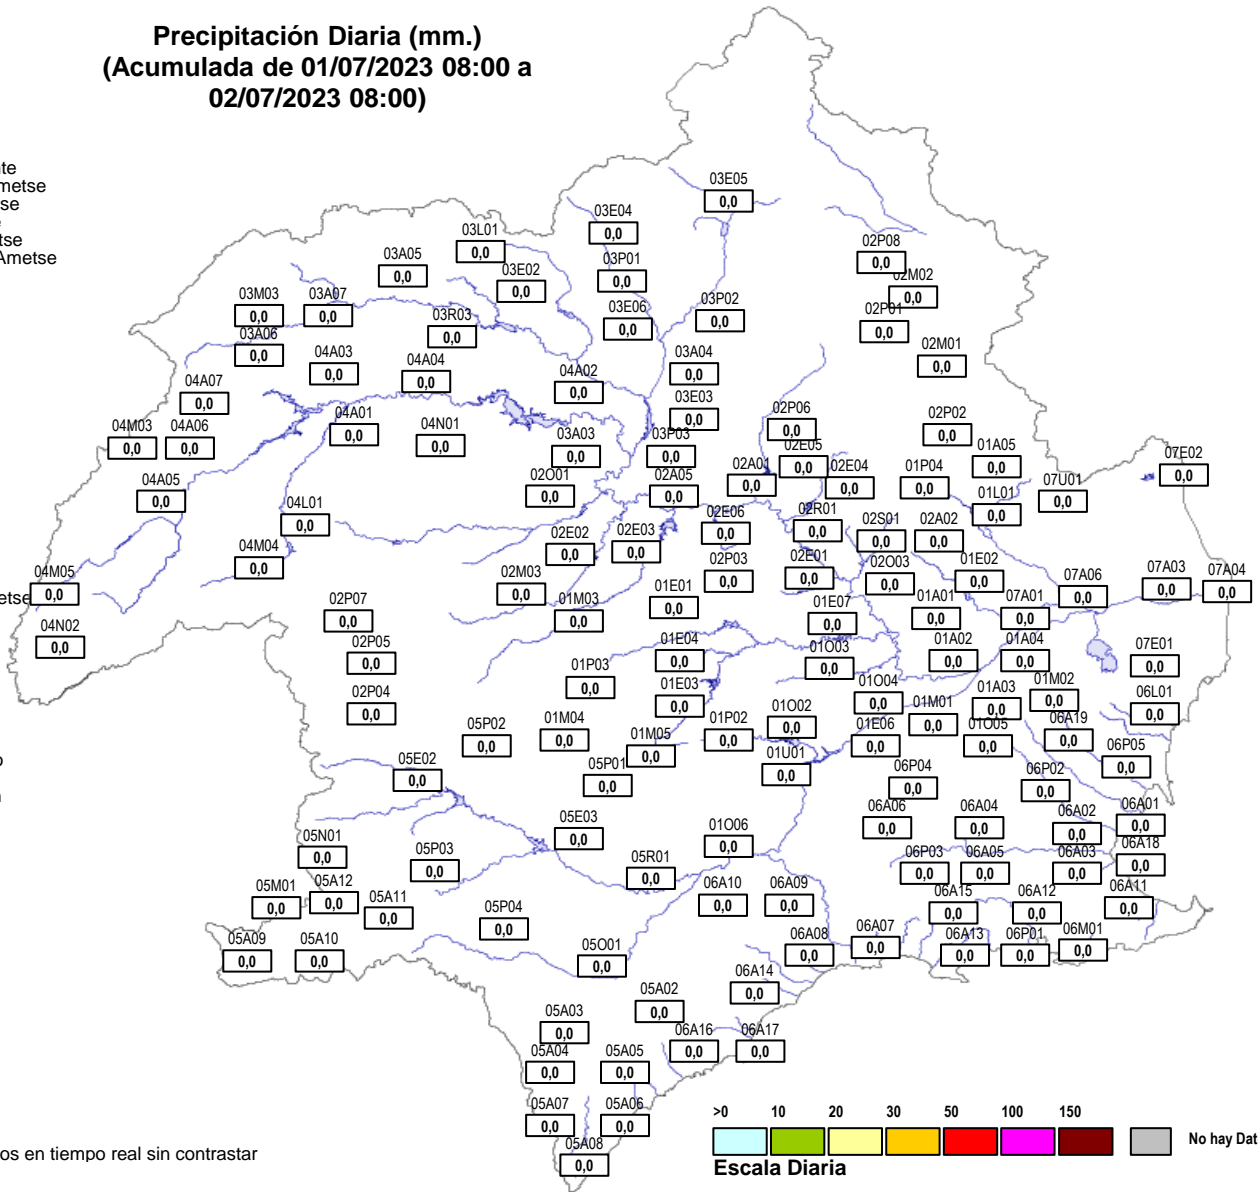 Precipitación Diaria (mm.)
(Acumulada de 01/07/2023 08:00 a
02/07/2023 08:00)
03E05
0,0
03E04
0,0
03L01
0,0
03A05
0,0
03E02
0,0
03P01
0,0
02P08
0,0
02M02
0,0
03M03
0,0
03A07
0,0
03R03
0,0
03E06
0,0
03P02
0,0
02P01
0,0
03A06
0,0
04A03
0,0
04A04
0,0
04A02
0,0
03A04
0,0
02M01
0,0
04A07
0,0
03E03
0,0
04M03
0,0
04A06
0,0
04A01
0,0
04N01
0,0
03A03
0,0
03P03
0,0
02P06
0,0
02E05
0,0
02P02
0,0
01A05
0,0
07E02
0,0
04A05
0,0
02O01
0,0
02A05
0,0
02A01
0,0
02E04
0,0
01P04
0,0
01L01
0,0
07U01
0,0
04L01
0,0
02E06
0,0
02R01
0,0
02S01
0,0
02A02
0,0
04M04
0,0
02E02
0,0
02E03
0,0
02P03
0,0
02E01
0,0
02O03
0,0
01E02
0,0
04M05
0,0
02M03
0,0
01M03
0,0
01E01
0,0
01E07
0,0
01A01
0,0
07A01
0,0
07A06
0,0
07A03
0,0
07A04
0,0
04N02
0,0
02P07
0,0
02P05
0,0
01E04
0,0
01O03
0,0
01A02
0,0
01A04
0,0
07E01
0,0
02P04
0,0
01P03
0,0
01E03
0,0
01O04
0,0
01M01
0,0
01A03
0,0
01M02
0,0
06L01
0,0
05P02
0,0
01M04
0,0
01M05
0,0
01P02
0,0
01O02
0,0
01E06
0,0
01O05
0,0
06A19
0,0
06P05
0,0
05E02
0,0
05P01
0,0
01U01
0,0
06P04
0,0
06P02
0,0
05E03
0,0
01O06
0,0
06A06
0,0
06A04
0,0
06A02
0,0
06A01
0,0
05N01
0,0
05P03
0,0
05R01
0,0
06P03
0,0
06A05
0,0
06A03
0,0
06A18
0,0
05M01
0,0
05A12
0,0
05A11
0,0
05P04
0,0
06A10
0,0
06A09
0,0
06A15
0,0
06A12
0,0
06A11
0,0
05A09
0,0
05A10
0,0
05O01
0,0
06A08
0,0
06A07
0,0
06A13
0,0
06P01
0,0
06M01
0,0
06A14
0,0
05A02
0,0
05A03
0,0
06A16
0,0
06A17
0,0
05A04
0,0
05A05
0,0
05A07
0,0
05A06
0,0
05A08
0,0
>0 10 20 30 50 100 150
No hay Dat
Escala Diaria
os en tiempo real sin contrastar